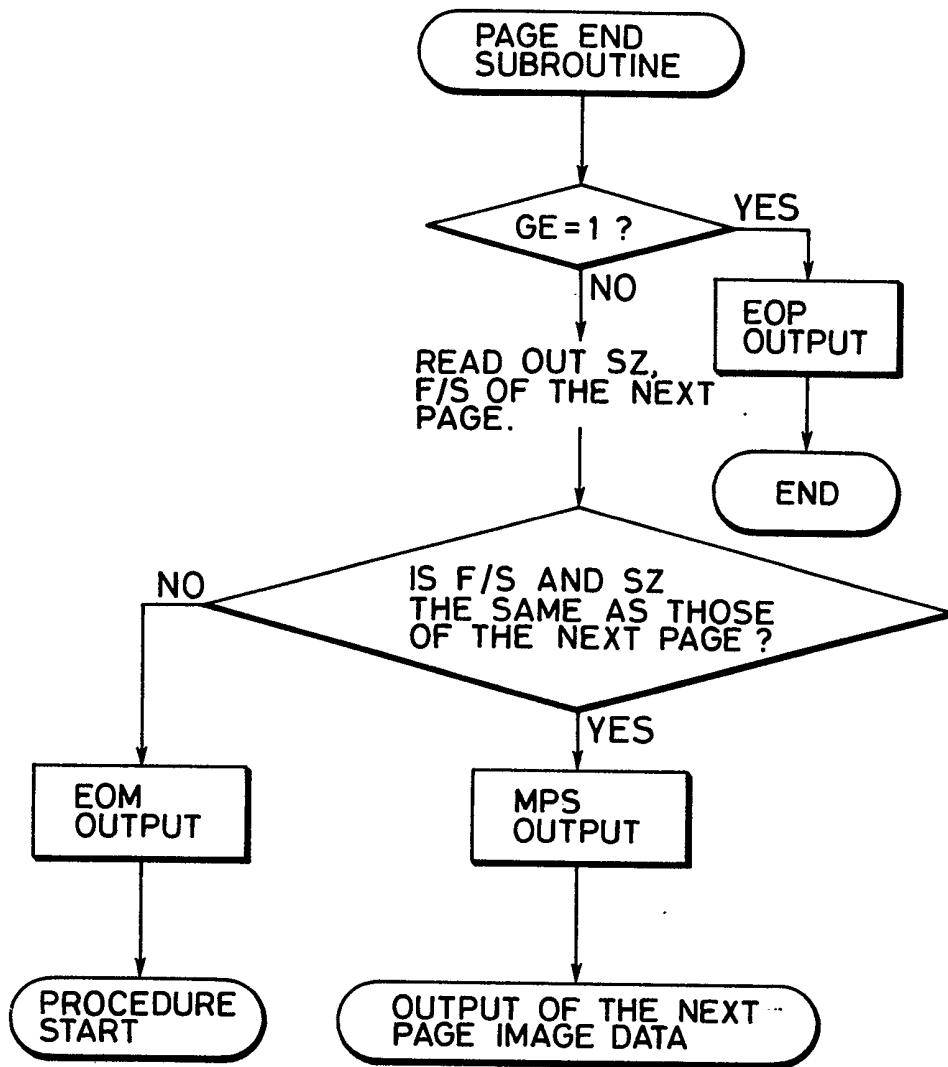 PAGE END
SUBROUTINE
GE=1 ?
YES
NO
EOP
OUTPUT
READ OUT SZ,
F/S OF THE NEXT
PAGE.
END
NO
IS F/S AND SZ
THE SAME AS THOSE
OF THE NEXT PAGE ?
YES
EOM
OUTPUT
MPS
OUTPUT
PROCEDURE
START
OUTPUT OF THE NEXT
PAGE IMAGE DATA